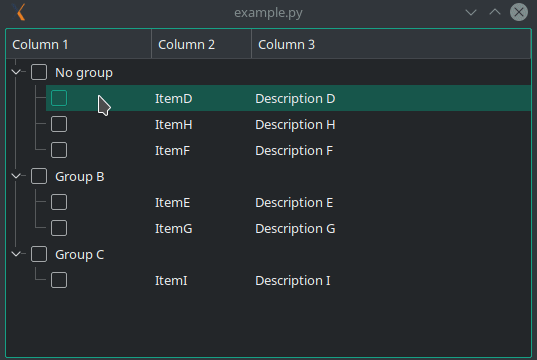 example.py
Column 1 Column 2 Column 3
No group
ItemD Description D
ItemH Description H
ItemF Description F
Group B
ItemE Description E
ItemG Description G
Group C
ItemI Description I